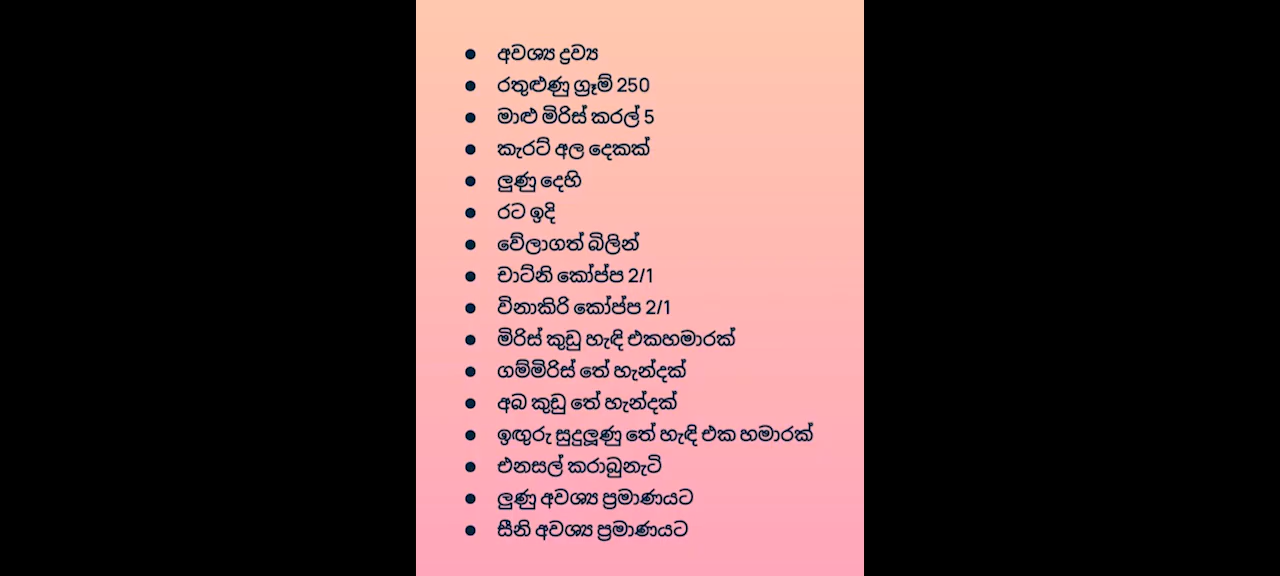 අවශ්‍ය ද්‍රව්‍ය
රතුළුණු ග්‍රෑම් 250
මාළු මිරිස් කරල් 5
කැරට් අල දෙකක්
ලුණු දෙහි
රට ඉදි
වේලාගත් බිලින්
චාට්නි කෝප්ප 2/1
විනාකිරි කෝප්ප 2/1
මිරිස් කුඩු හැඳි එකහමාරක්
ගම්මිරිස් තේ හැන්දක්
අබ කුඩු තේ හැන්දක්
ඉඟුරු සුදුලූණු තේ හැඳි එක හමාරක්
එනසල් කරාබුනැටි
ලුණු අවශ්‍ය ප්‍රමාණයට
සීනි අවශ්‍ය ප්‍රමාණයට